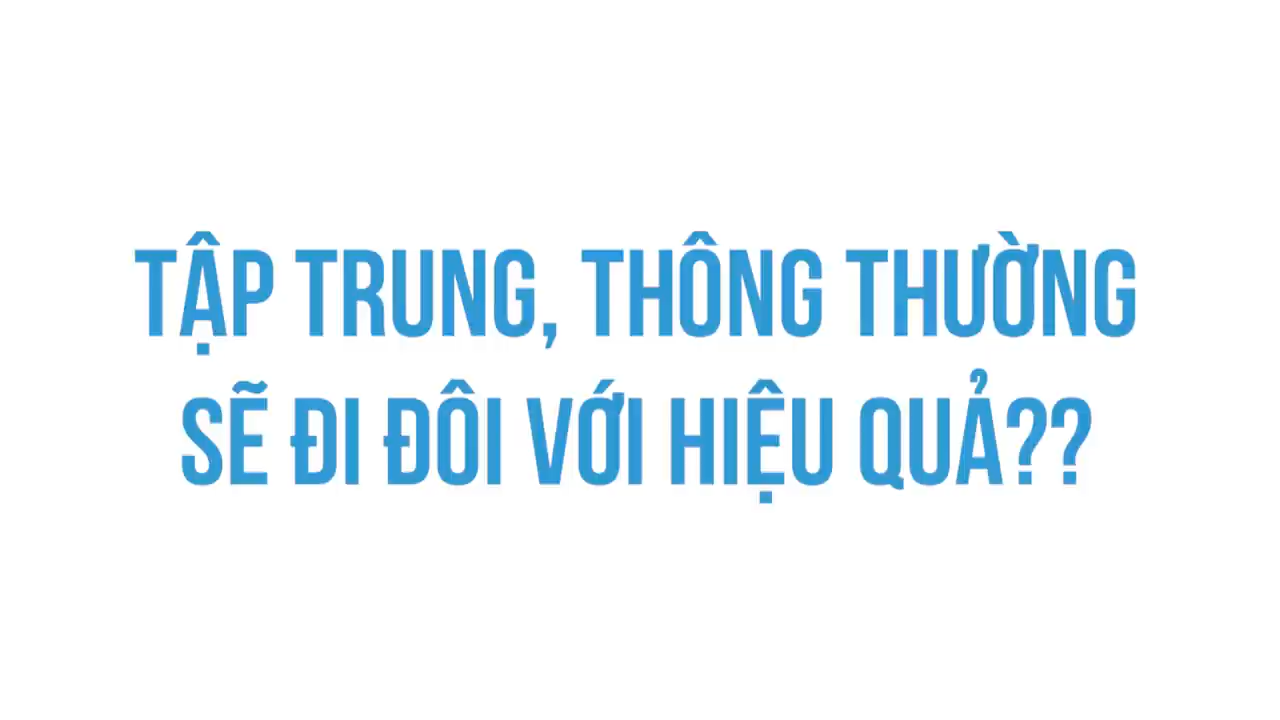 TẬP TRUNG, THÔNG THƯỜNG
SẼ ĐI ĐÔI VỚI HIỆU QUẢ??